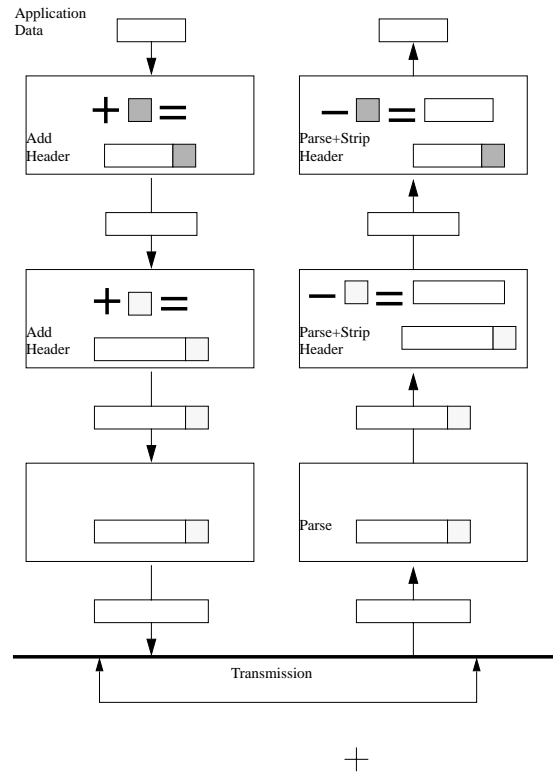 Application
Data
Add
Header
Parse+Strip
Header
Add
Header
Parse+Strip
Header
Parse
Transmission